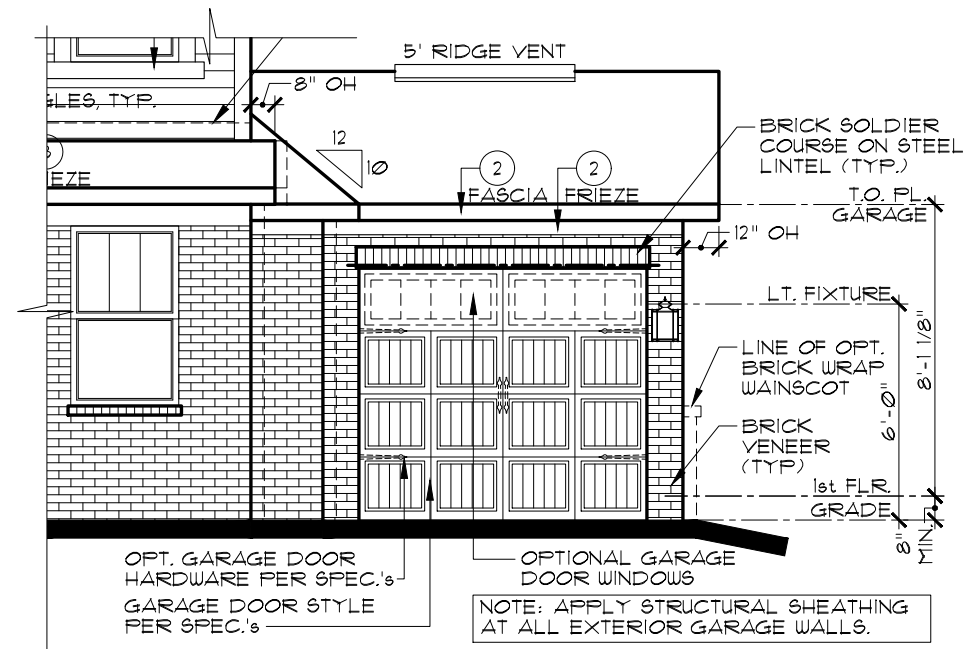 5' RIDGE VENT
8" OH
GLES, TYP.
12
10
BRICK SOLDIER
COURSE ON STEEL
LINTEL (TYP.)
2
2
EZE
FASCIA
FRIEZE
T.O. PL.
GARAGE
12" OH
LT. FIXTURE
8'-1 1/8"
LINE OF OPT.
BRICK WRAP
WAINSCOT
6'-0"
BRICK
VENEER
(TYP)
1st FLR.
GRADE
8"
MIN.
OPT. GARAGE DOOR
HARDWARE PER SPEC.'s
OPTIONAL GARAGE
DOOR WINDOWS
GARAGE DOOR STYLE
PER SPEC.'s
NOTE: APPLY STRUCTURAL SHEATHING
AT ALL EXTERIOR GARAGE WALLS.